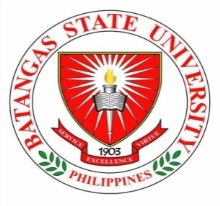 BATANGAS STATE UNIVERSITY
1903
SERVICE
EXCELLENCE
VIRTUE
PHILIPPINES